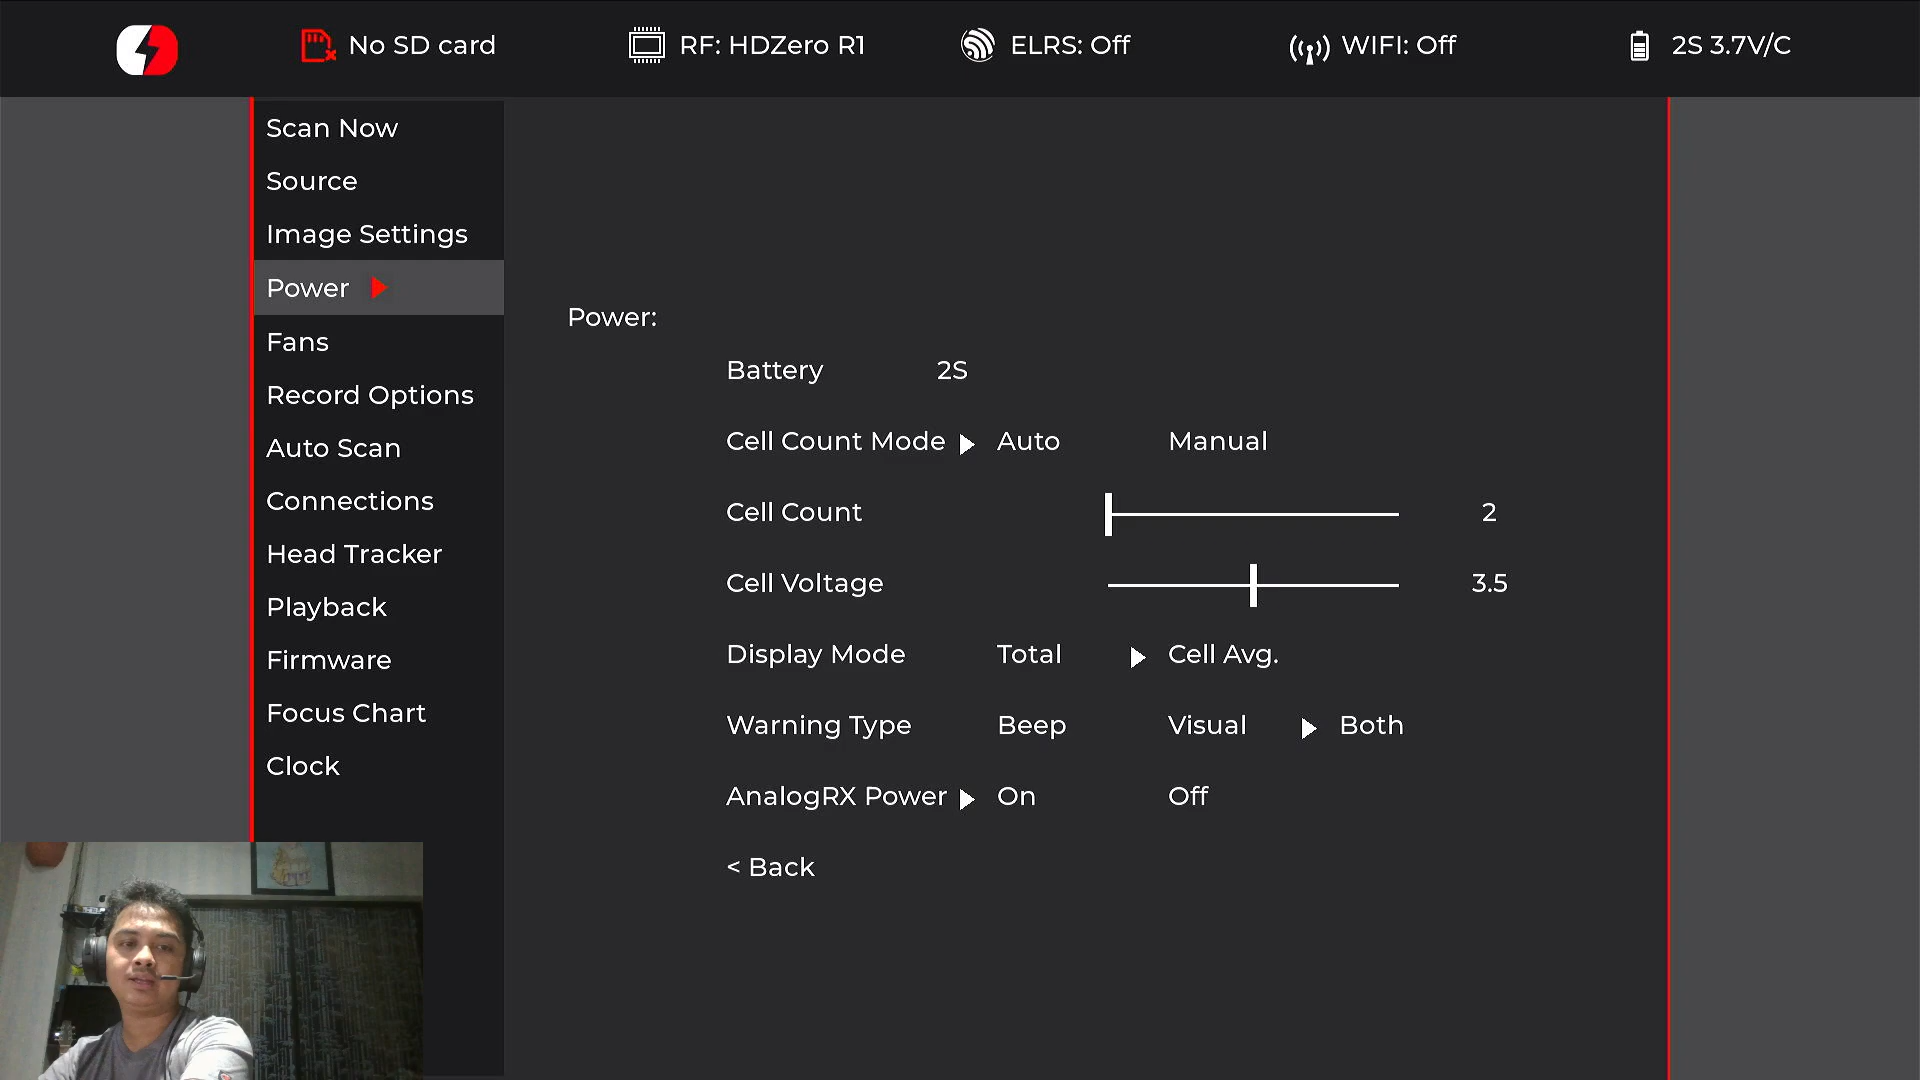 No SD card RF: HDZero R1 ELRS: Off WIFI: Off 2S 3.7V/C
Scan Now
Source
Image Settings
Power
Fans
Record Options
Auto Scan
Connections
Head Tracker
Playback
Firmware
Focus Chart
Clock
Power:
Battery 2S
Cell Count Mode Auto Manual
Cell Count 2
Cell Voltage 3.5
Display Mode Total Cell Avg.
Warning Type Beep Visual Both
AnalogRX Power On Off
< Back